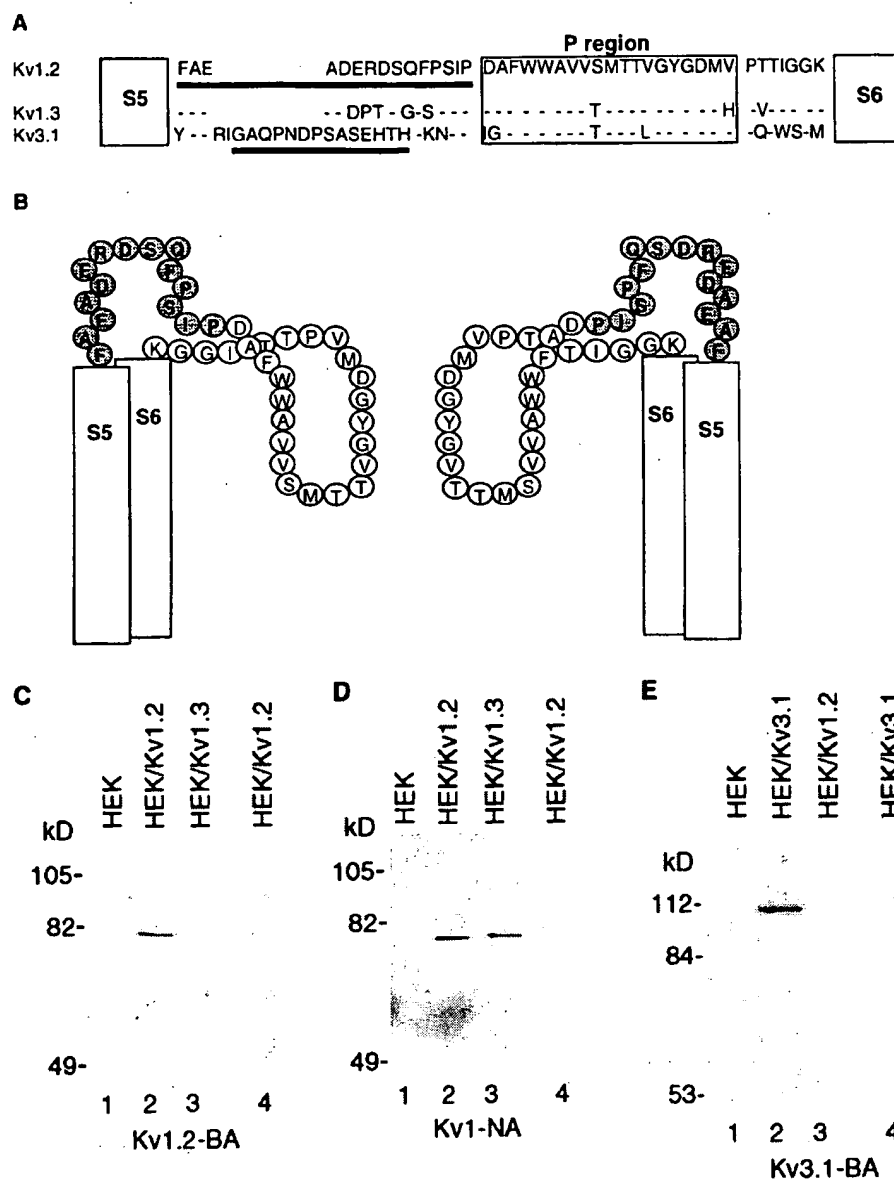 A
P region
Kv1.2 FAE ADERDSQFPSIP DAFWWAVVSMTTVGYGDMV PTTIGGK
S5
S6
Kv1.3 --- --DPT-G-S---- -----------T-------H -V-----
Kv3.1 Y--RIGAQPNDPSASEHTH-KN-- IG-------T---L------- -Q-WS-M
B
F A E A D E R D S Q F P S I P D A F W W A V V S M T T V G Y G D M V P T T I G G K
S5
S6
F A E A D E R D S Q F P S I P D A F W W A V V S M T T V G Y G D M V P T T I G G K
S6
S5
C
HEK
HEK/Kv1.2
HEK/Kv1.3
HEK/Kv1.2
kD
105-
82-
49-
1 2 3 4
Kv1.2-BA
D
HEK
HEK/Kv1.2
HEK/Kv1.3
HEK/Kv1.2
kD
105-
82-
49-
1 2 3 4
Kv1-NA
E
HEK
HEK/Kv3.1
HEK/Kv1.2
HEK/Kv3.1
kD
112-
84-
53-
1 2 3 4
Kv3.1-BA